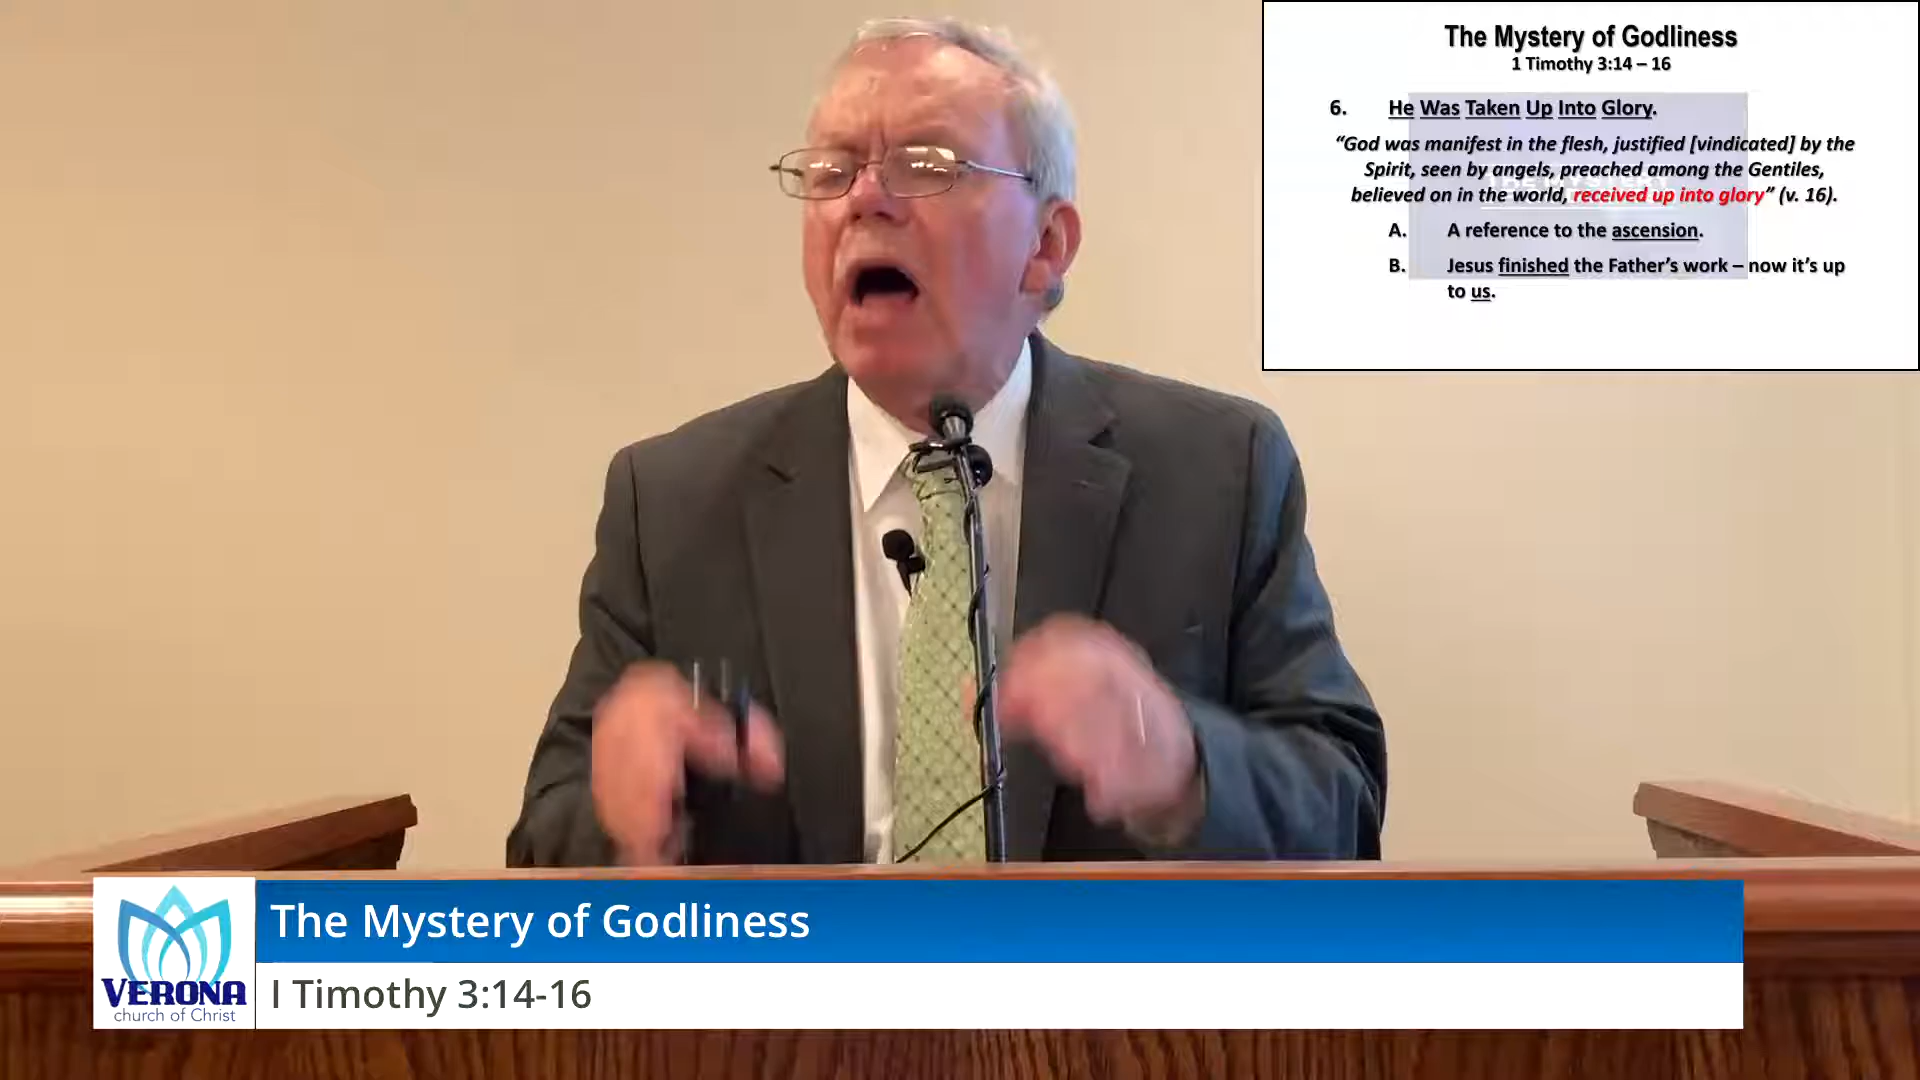 The Mystery of Godliness
1 Timothy 3:14 – 16
6. He Was Taken Up Into Glory.
“God was manifest in the flesh, justified [vindicated] by the
Spirit, seen by angels, preached among the Gentiles,
believed on in the world, received up into glory” (v. 16).
A. A reference to the ascension.
B. Jesus finished the Father’s work – now it’s up
to us.
The Mystery of Godliness
I Timothy 3:14-16
VERONA
church of Christ